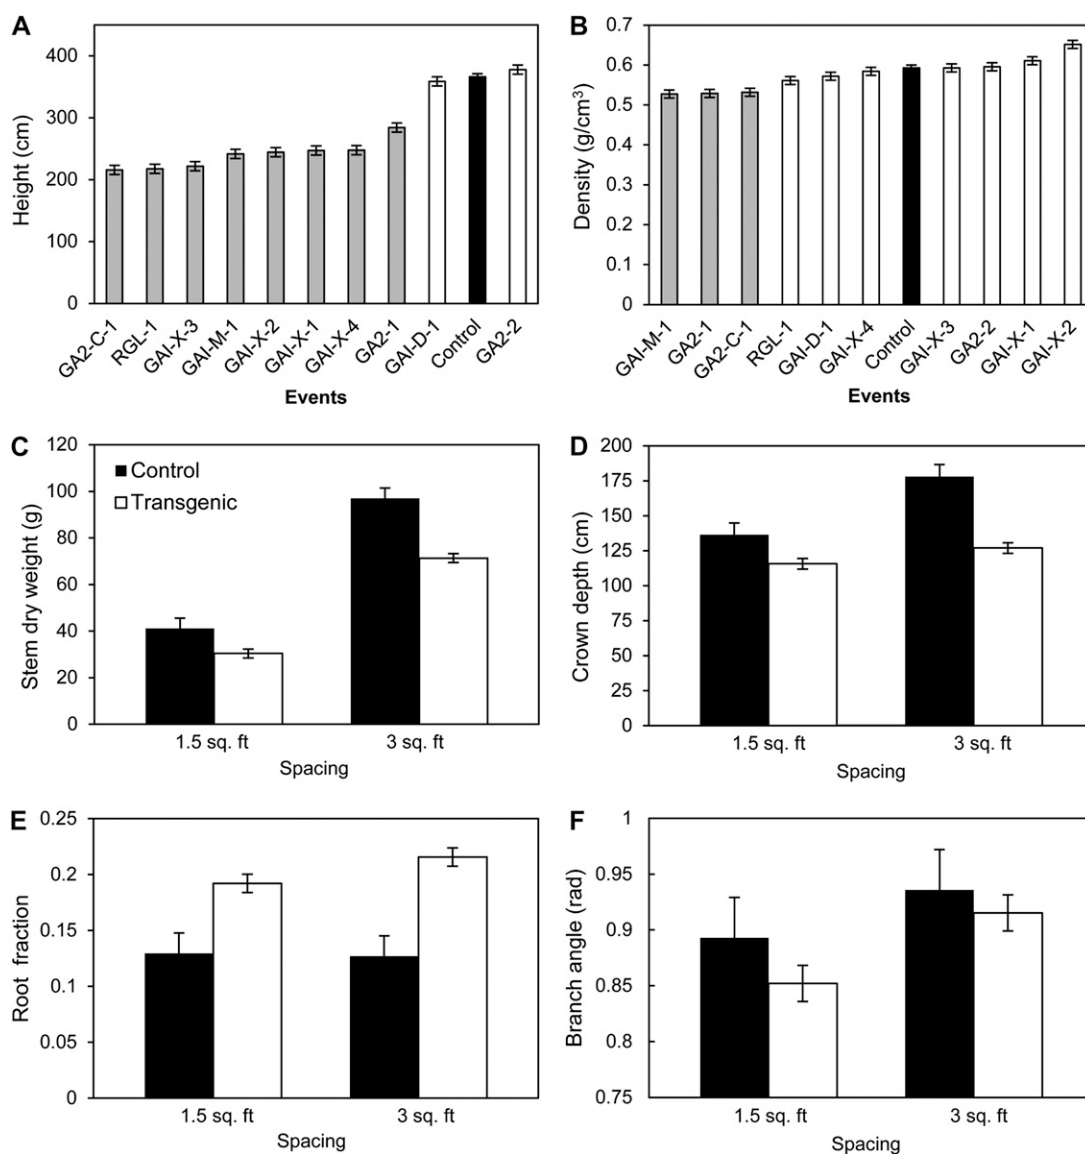 A
Height (cm)
400
300
200
100
0
GA2-C-1
RGL-1
GAI-X-3
GAI-M-1
GAI-X-2
GAI-X-1
GAI-X-4
GA2-1
GAI-D-1
Control
GA2-2
Events
B
Density (g/cm³)
0.7
0.6
0.5
0.4
0.3
0.2
0.1
0
GAI-M-1
GA2-1
GA2-C-1
RGL-1
GAI-D-1
GAI-X-4
Control
GAI-X-3
GA2-2
GAI-X-1
GAI-X-2
Events
C
Stem dry weight (g)
120
100
80
60
40
20
0
Control
Transgenic
1.5 sq. ft
3 sq. ft
Spacing
D
Crown depth (cm)
200
175
150
125
100
75
50
25
0
1.5 sq. ft
3 sq. ft
Spacing
E
Root fraction
0.25
0.2
0.15
0.1
0.05
0
1.5 sq. ft
3 sq. ft
Spacing
F
Branch angle (rad)
1
0.95
0.9
0.85
0.8
0.75
1.5 sq. ft
3 sq. ft
Spacing